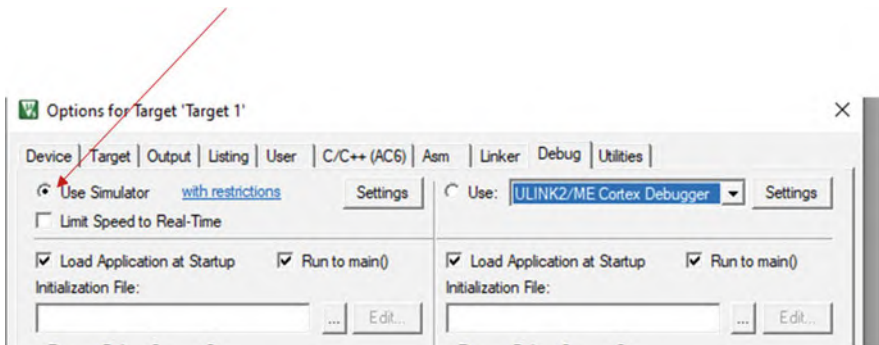 Options for Target 'Target 1'
Device Target Output Listing User C/C++ (AC6) Asm Linker Debug Utilities
Use Simulator with restrictions Settings Use: ULINK2/ME Cortex Debugger Settings
Limit Speed to Real-Time
Load Application at Startup Run to main() Load Application at Startup Run to main()
Initialization File: Initialization File:
... Edit... ... Edit...